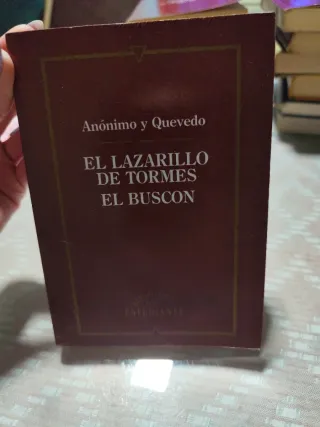 Anónimo y Quevedo
EL LAZARILLO
DE TORMES
EL BUSCON